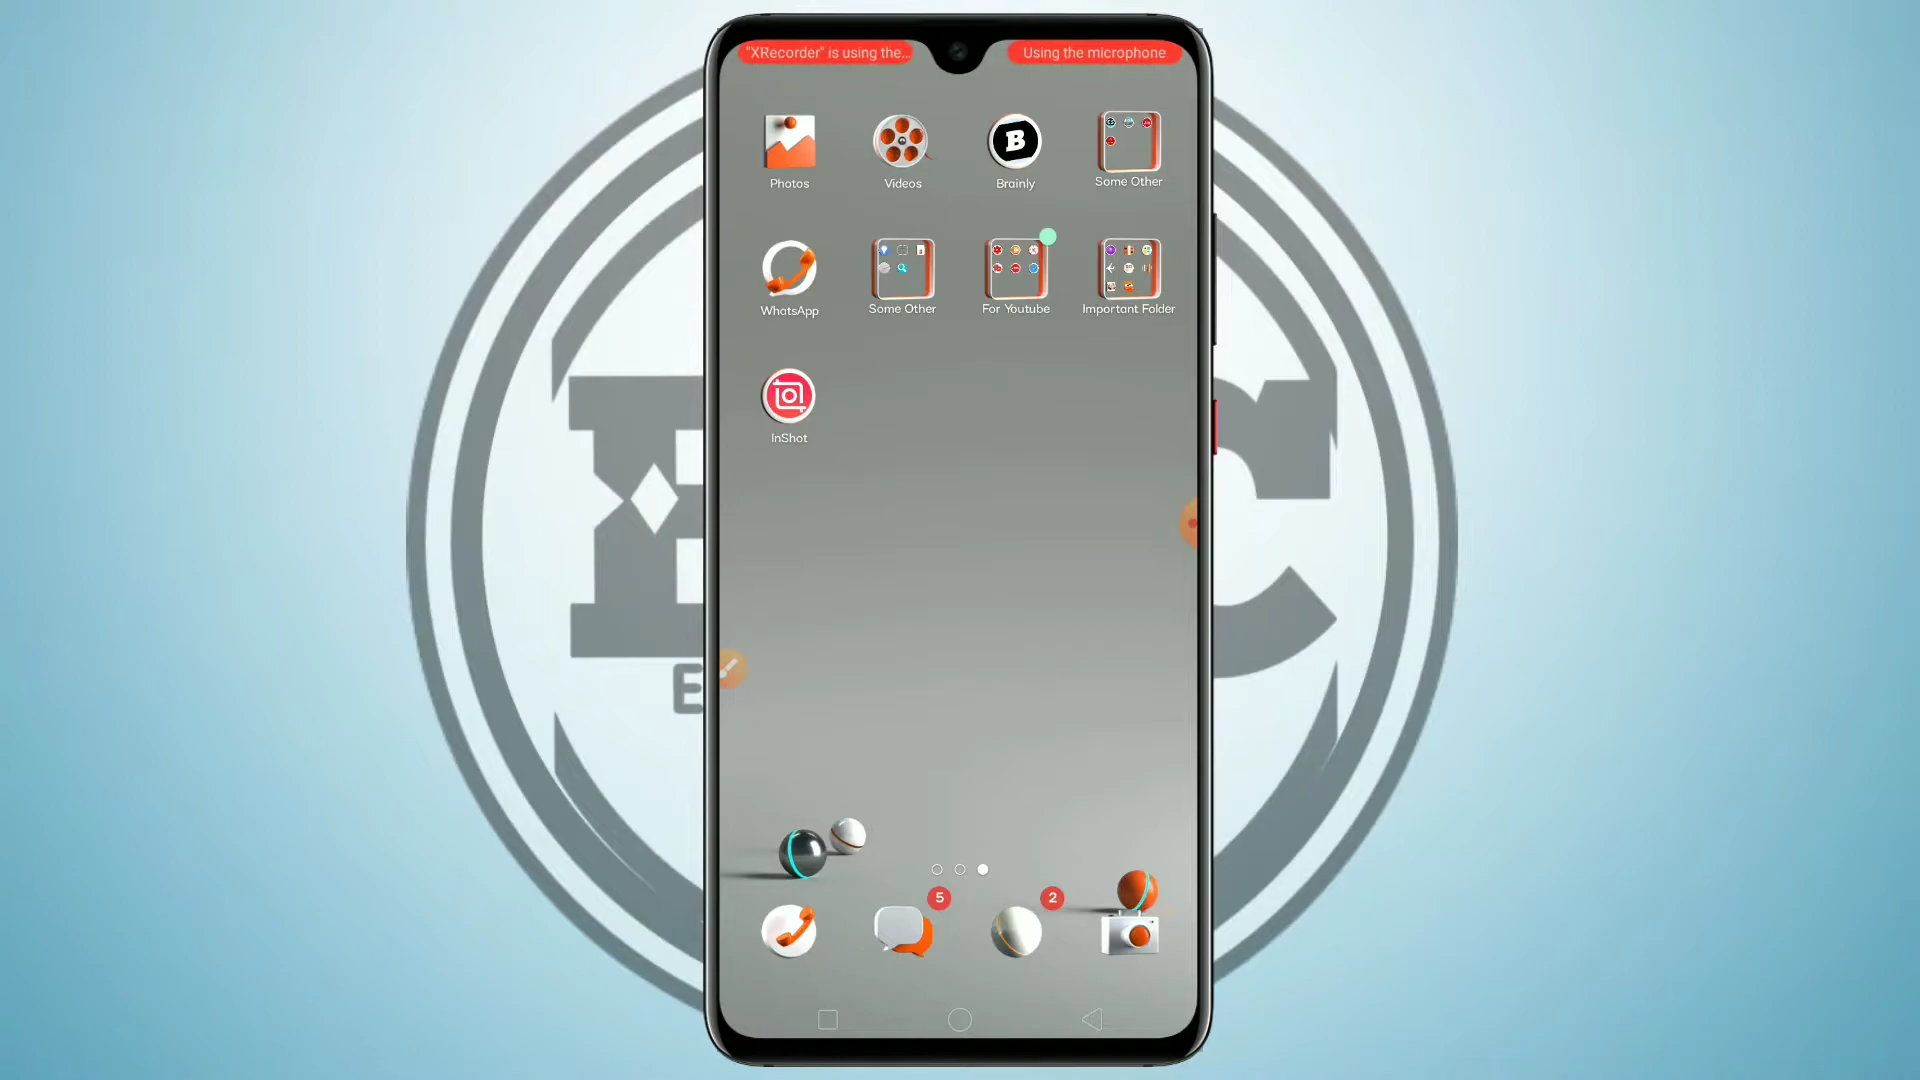 "XRecorder" is using the...
Using the microphone
Photos
Videos
B
Brainly
Some Other
WhatsApp
Some Other
For Youtube
Important Folder
InShot
5
2